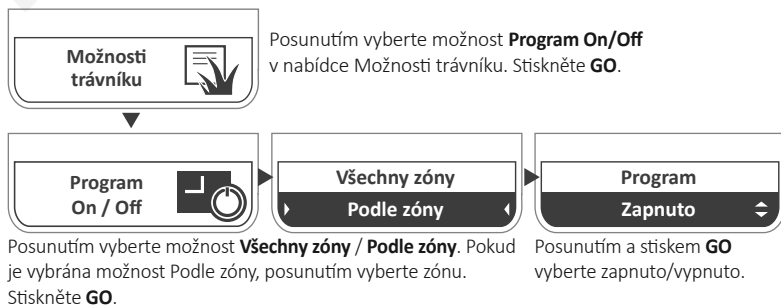 Možnosti
trávníku
Posunutím vyberte možnost Program On/Off
v nabídce Možnosti trávníku. Stiskněte GO.
Program
On / Off
Všechny zóny
Podle zóny
Program
Zapnuto
Posunutím vyberte možnost Všechny zóny / Podle zóny. Pokud
je vybrána možnost Podle zóny, posunutím vyberte zónu.
Stiskněte GO.
Posunutím a stiskem GO
vyberte zapnuto/vypnuto.